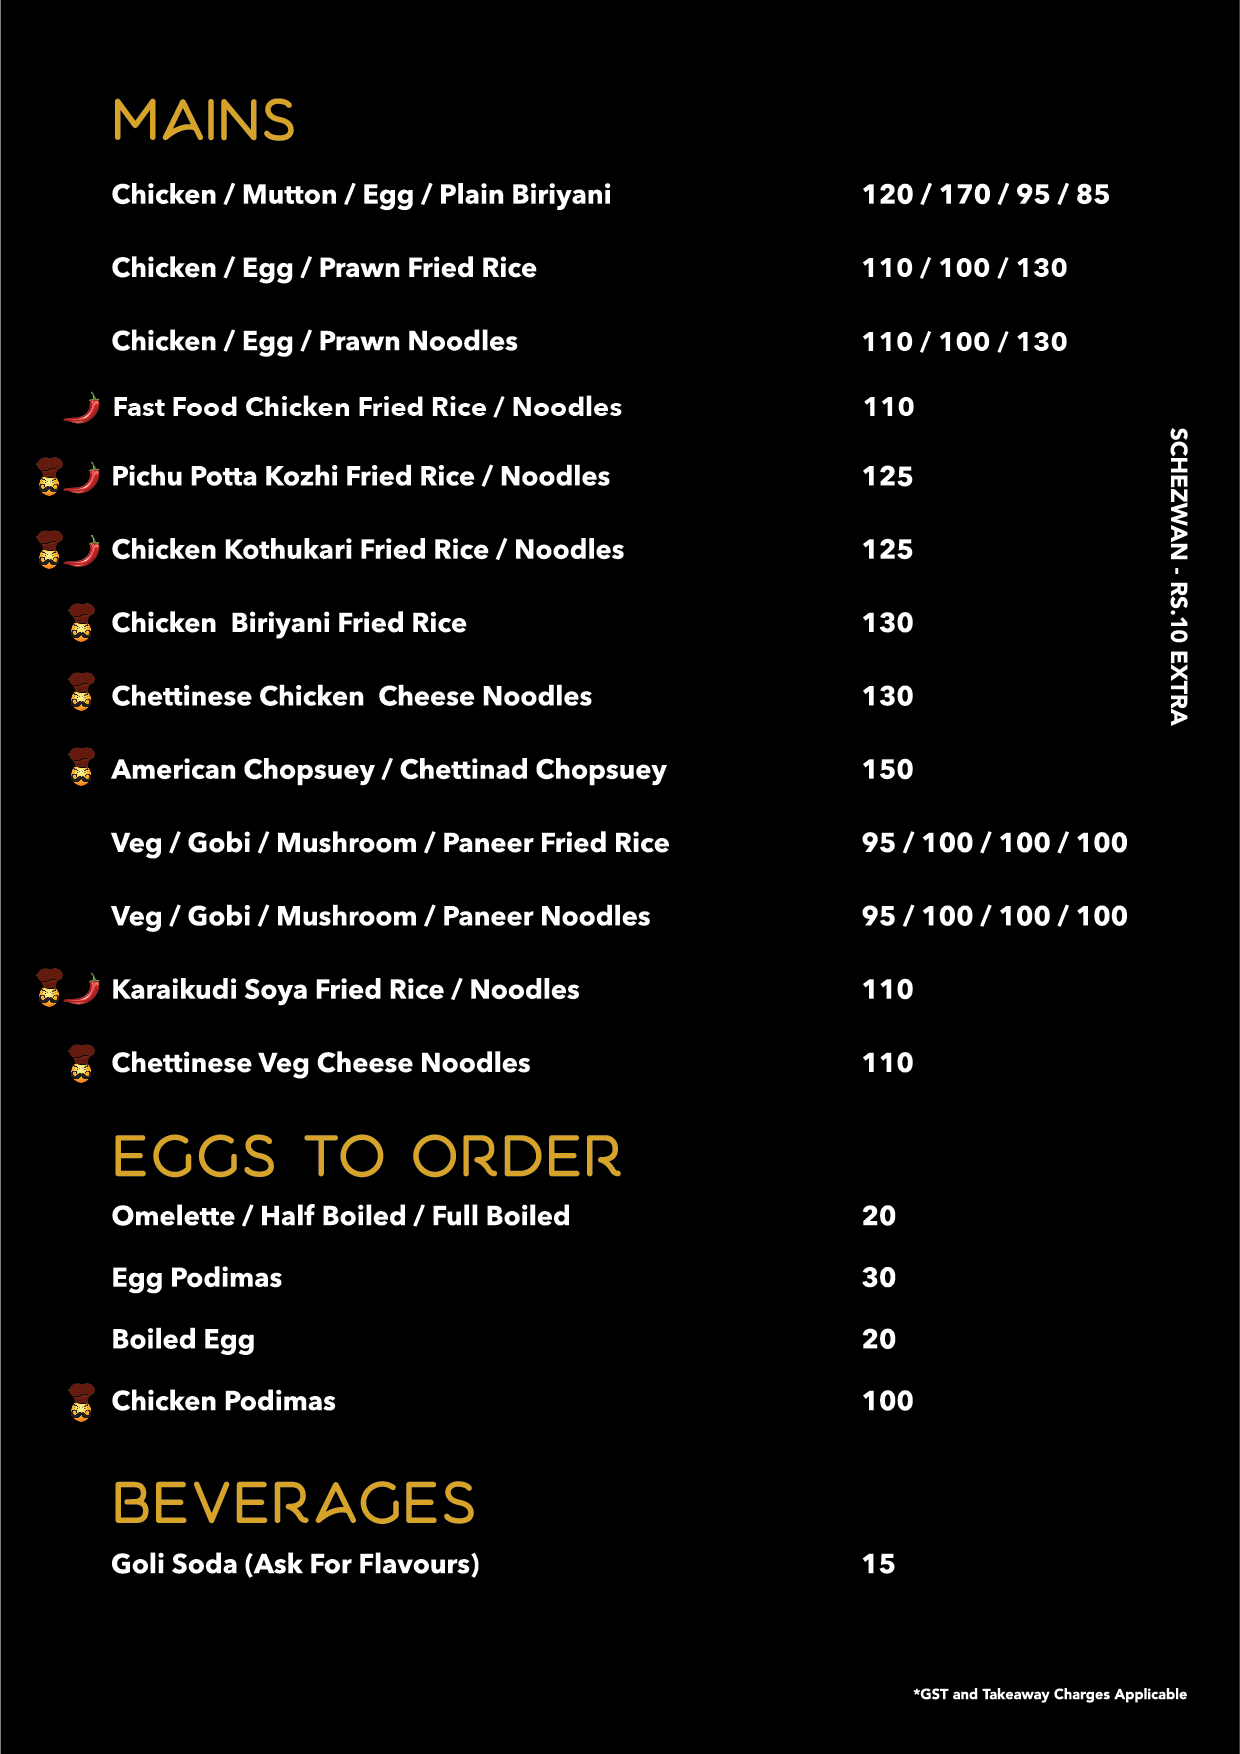 MAINS
Chicken / Mutton / Egg / Plain Biriyani 120 / 170 / 95 / 85
Chicken / Egg / Prawn Fried Rice 110 / 100 / 130
Chicken / Egg / Prawn Noodles 110 / 100 / 130
Fast Food Chicken Fried Rice / Noodles 110
Pichu Potta Kozhi Fried Rice / Noodles 125
Chicken Kothukari Fried Rice / Noodles 125
Chicken Biriyani Fried Rice 130
Chettinese Chicken Cheese Noodles 130
American Chopsuey / Chettinad Chopsuey 150
Veg / Gobi / Mushroom / Paneer Fried Rice 95 / 100 / 100 / 100
Veg / Gobi / Mushroom / Paneer Noodles 95 / 100 / 100 / 100
Karaikudi Soya Fried Rice / Noodles 110
Chettinese Veg Cheese Noodles 110
SCHEZWAN - RS.10 EXTRA
EGGS TO ORDER
Omelette / Half Boiled / Full Boiled 20
Egg Podimas 30
Boiled Egg 20
Chicken Podimas 100
BEVERAGES
Goli Soda (Ask For Flavours) 15
*GST and Takeaway Charges Applicable